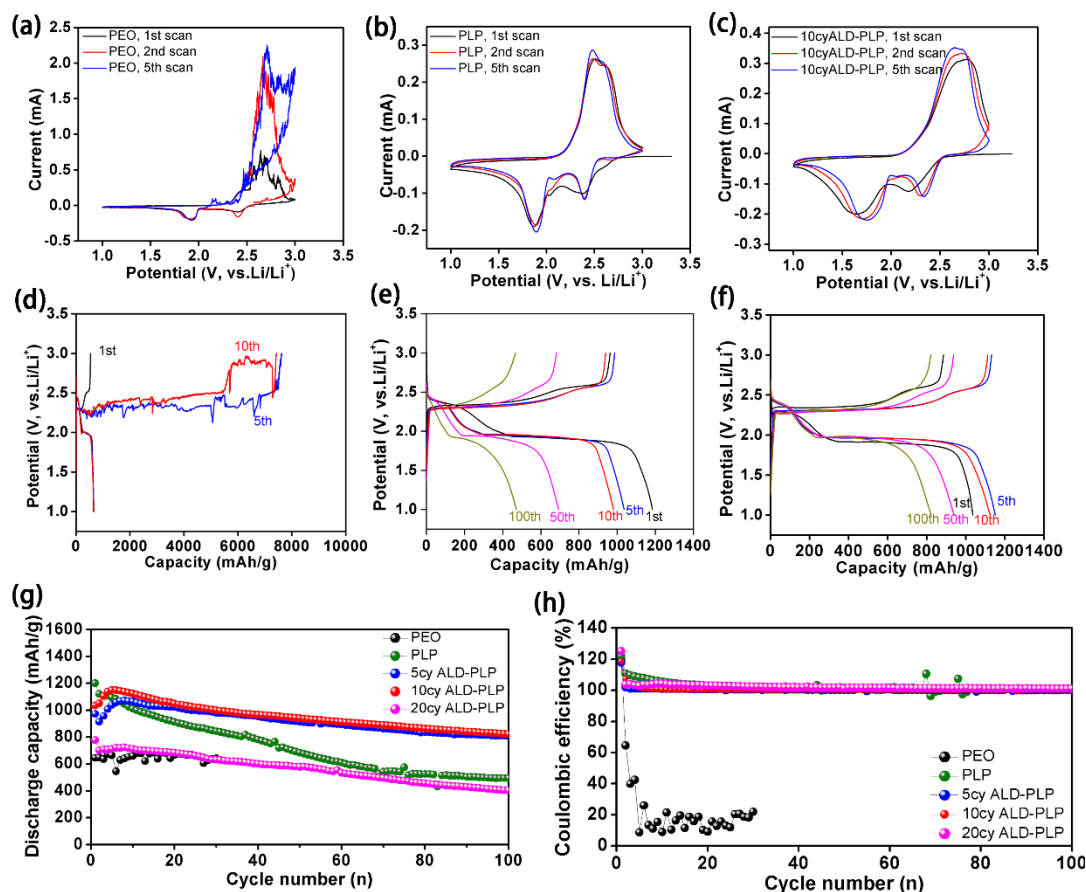 (a)
PEO, 1st scan
PEO, 2nd scan
PEO, 5th scan
Current (mA)
2.5
2.0
1.5
1.0
0.5
0.0
-0.5
1.0 1.5 2.0 2.5 3.0 3.5
Potential (V, vs.Li/Li⁺)
(b)
PLP, 1st scan
PLP, 2nd scan
PLP, 5th scan
Current (mA)
0.3
0.2
0.1
0.0
-0.1
-0.2
1.0 1.5 2.0 2.5 3.0 3.5
Potential (V, vs. Li/Li⁺)
(c)
10cyALD-PLP, 1st scan
10cyALD-PLP, 2nd scan
10cyALD-PLP, 5th scan
Current (mA)
0.4
0.3
0.2
0.1
0.0
0.1
0.2
0.3
1.0 1.5 2.0 2.5 3.0 3.5
Potential (V, vs.Li/Li⁺)
(d)
Potential (V, vs.Li/Li⁺)
3.5
3.0
2.5
2.0
1.5
1.0
1st
10th
5th
0 2000 4000 6000 8000 10000
Capacity (mAh/g)
(e)
Potential (V, vs.Li/Li⁺)
3.5
3.0
2.5
2.0
1.5
1.0
100th 50th 10th 5th 1st
0 200 400 600 800 1000 1200 1400
Capacity (mAh/g)
(f)
Potential (V, vs.Li/Li⁺)
3.5
3.0
2.5
2.0
1.5
1.0
100th 50th 1st 10th 5th
0 200 400 600 800 1000 1200 1400
Capacity (mAh/g)
(g)
Discharge capacity (mAh/g)
1600
1400
1200
1000
800
600
400
200
0
PEO
PLP
5cy ALD-PLP
10cy ALD-PLP
20cy ALD-PLP
0 20 40 60 80 100
Cycle number (n)
(h)
Coulombic efficiency (%)
140
120
100
80
60
40
20
0
PEO
PLP
5cy ALD-PLP
10cy ALD-PLP
20cy ALD-PLP
0 20 40 60 80 100
Cycle number (n)